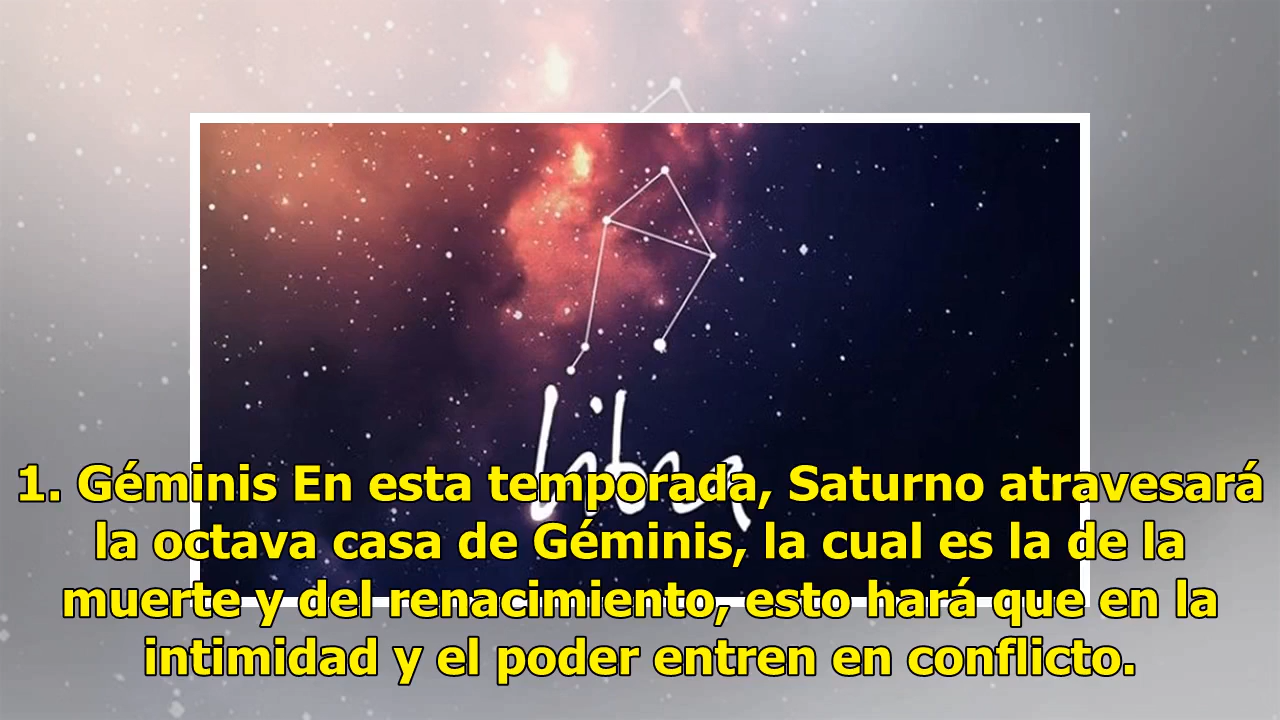 Libra
1. Géminis En esta temporada, Saturno atravesará
la octava casa de Géminis, la cual es la de la
muerte y del renacimiento, esto hará que en la
intimidad y el poder entren en conflicto.